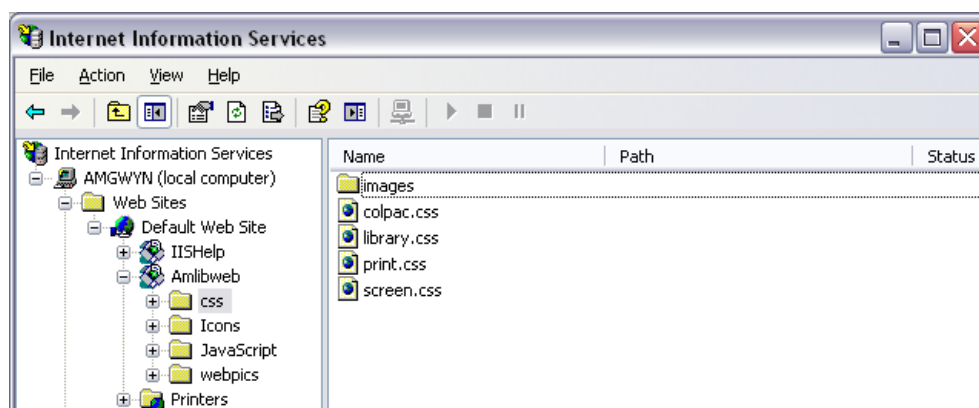 Internet Information Services
File Action View Help
Internet Information Services
AMGWYN (local computer)
Web Sites
Default Web Site
IISHelp
Amlibweb
css
Icons
JavaScript
webpics
Printers
Name Path Status
images
colpac.css
library.css
print.css
screen.css